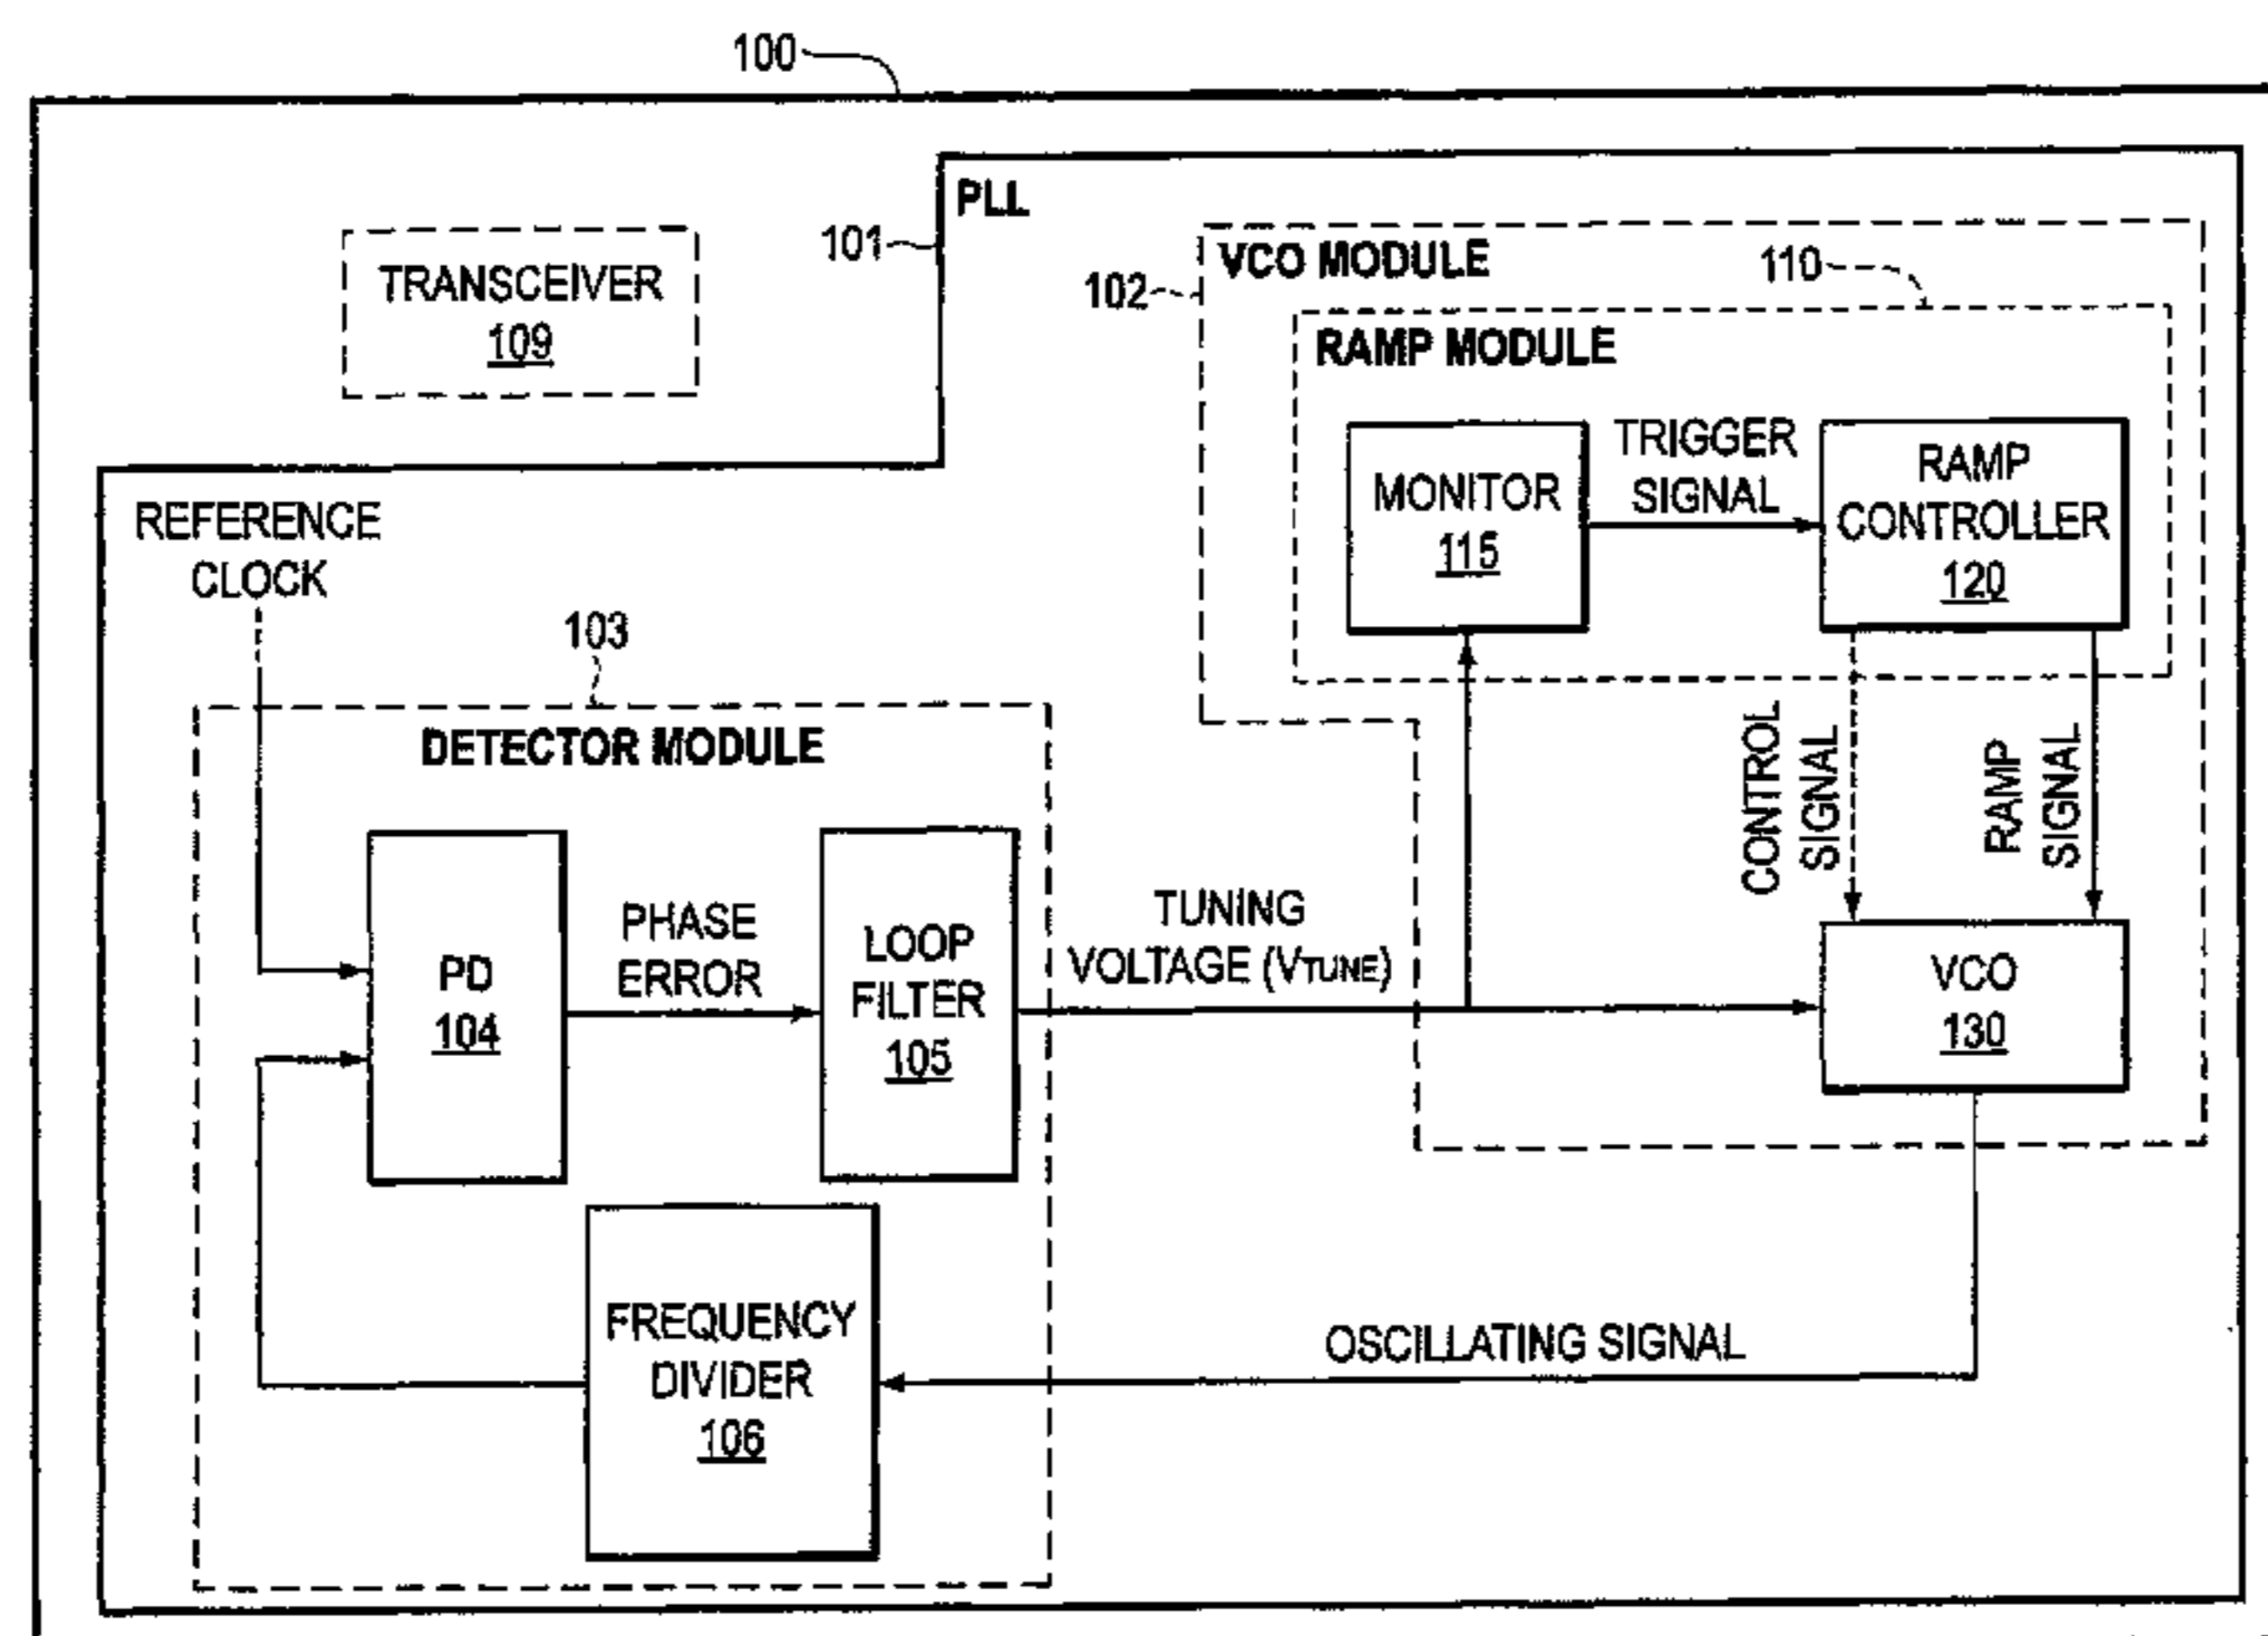 100
PLL
101
TRANSCEIVER
109
VCO MODULE
102
110
RAMP MODULE
MONITOR
115
TRIGGER
SIGNAL
RAMP
CONTROLLER
120
REFERENCE
CLOCK
103
DETECTOR MODULE
CONTROL
SIGNAL
RAMP
SIGNAL
PD
104
PHASE
ERROR
LOOP
FILTER
105
TUNING
VOLTAGE (VTUNE)
VCO
130
FREQUENCY
DIVIDER
106
OSCILLATING SIGNAL